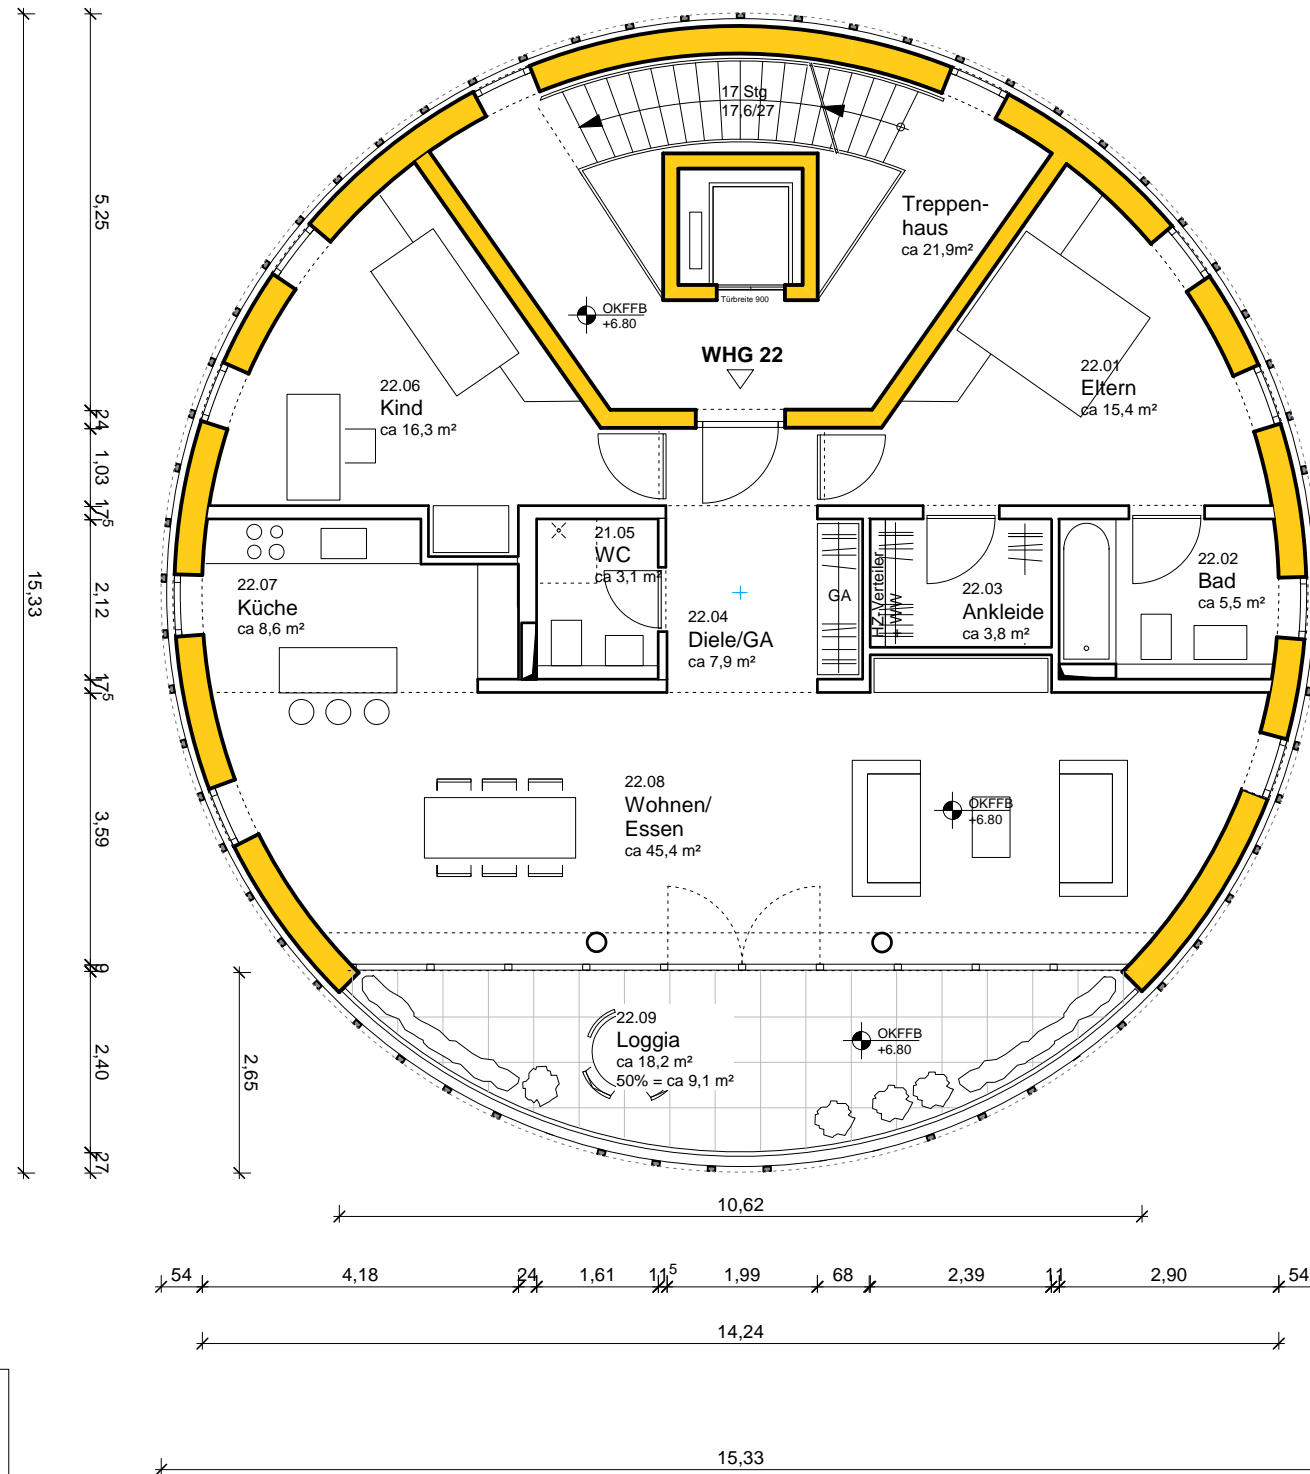 17 Stg
17,6/27
Treppen-
haus
ca 21,9m²
Türbreite 900
OKFFB
+6.80
WHG 22
22.01
Eltern
ca 15,4 m²
22.06
Kind
ca 16,3 m²
21.05
WC
ca 3,1 m²
22.07
Küche
ca 8,6 m²
22.04
Diele/GA
ca 7,9 m²
GA
HZ-Verteiler
+ WW
22.03
Ankleide
ca 3,8 m²
22.02
Bad
ca 5,5 m²
22.08
Wohnen/
Essen
ca 45,4 m²
OKFFB
+6.80
22.09
Loggia
ca 18,2 m²
50% = ca 9,1 m²
OKFFB
+6.80
15,33
5,25
24
1,03
17⁵
2,12
17⁵
3,59
9
2,40
27
2,65
10,62
54
4,18
24
1,61
11⁵
1,99
68
2,39
11
2,90
54
14,24
15,33